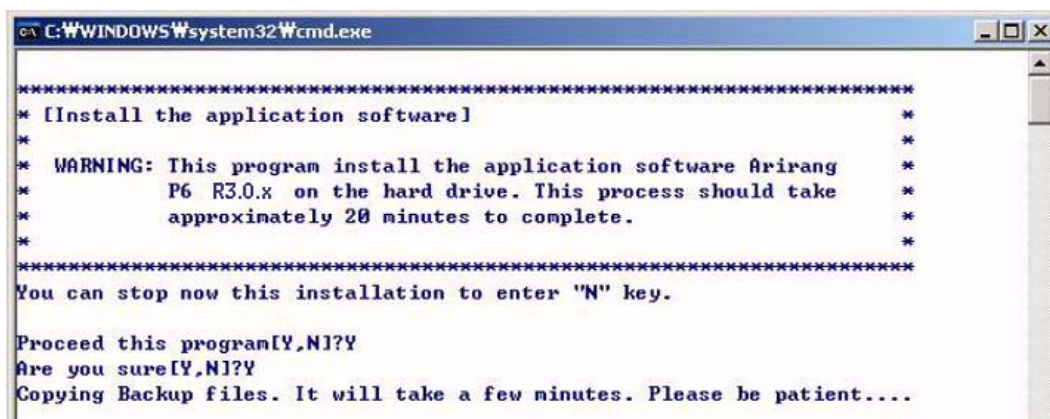 C:₩WINDOWS₩system32₩cmd.exe
***********************************************************************
* [Install the application software] *
* *
* WARNING: This program install the application software Arirang *
* P6 R3.0.x on the hard drive. This process should take *
* approximately 20 minutes to complete. *
* *
***********************************************************************
You can stop now this installation to enter "N" key.
Proceed this program[Y,N]?Y
Are you sure[Y,N]?Y
Copying Backup files. It will take a few minutes. Please be patient....